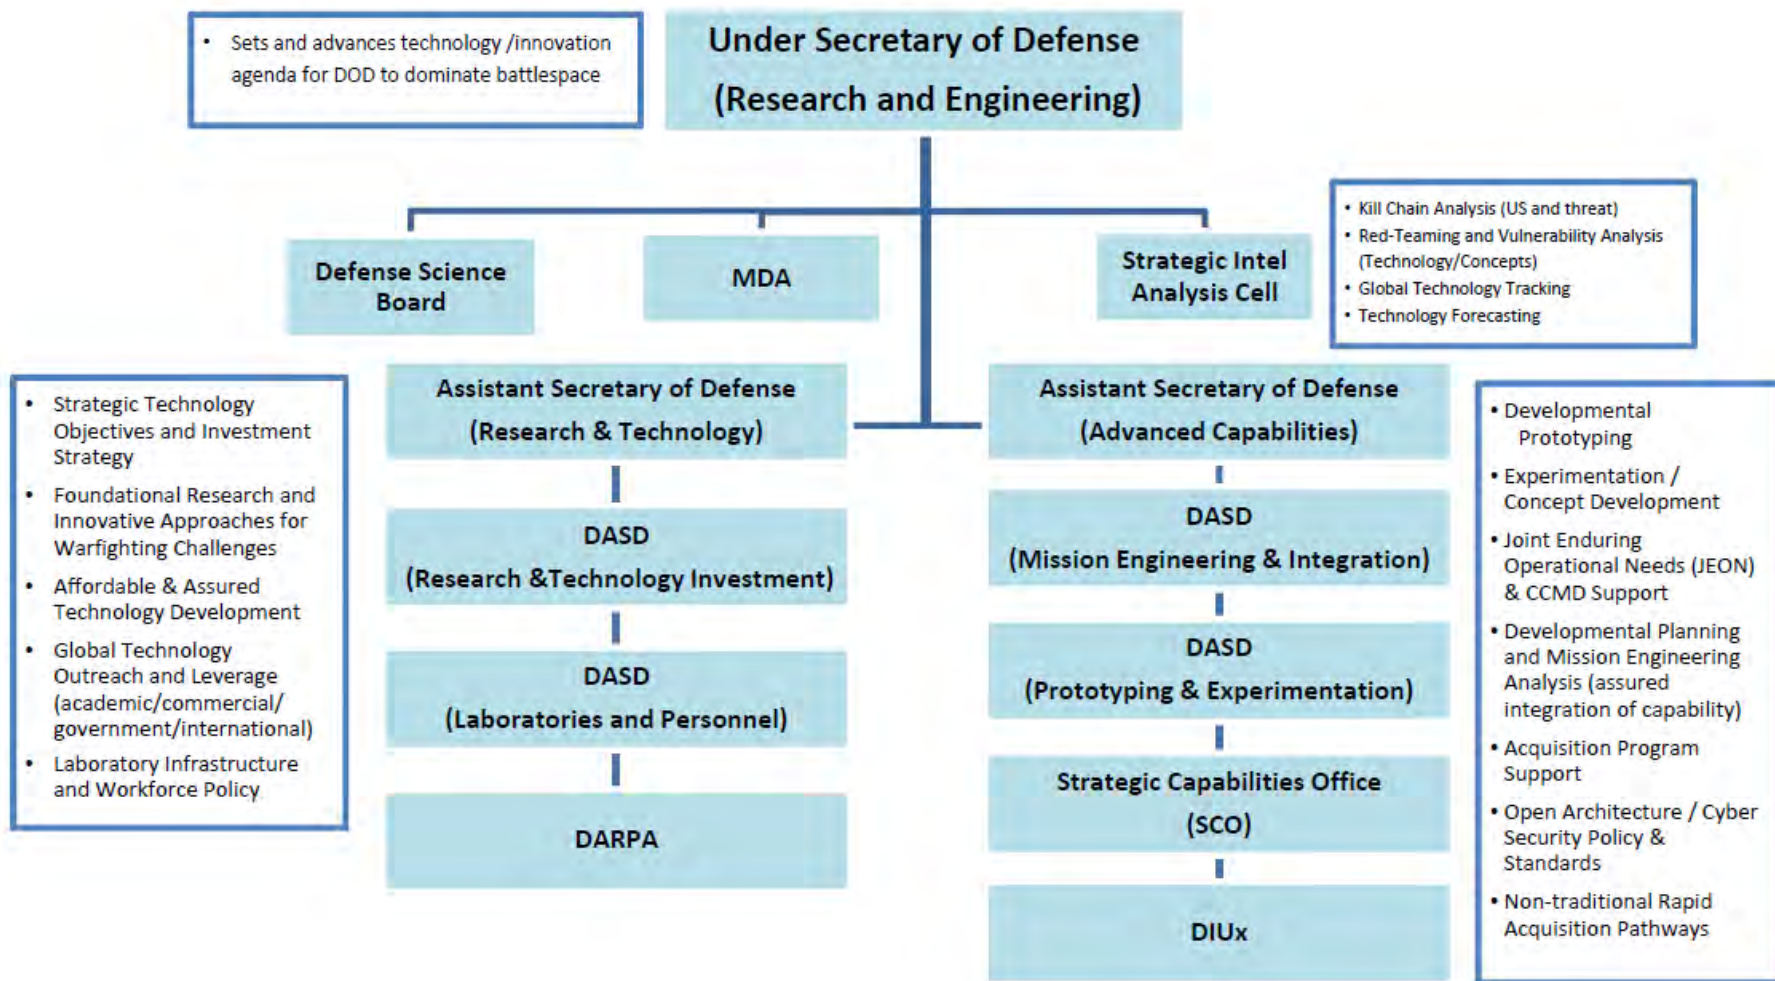 • Sets and advances technology /innovation
agenda for DOD to dominate battlespace
Under Secretary of Defense
(Research and Engineering)
Defense Science
Board
MDA
Strategic Intel
Analysis Cell
• Kill Chain Analysis (US and threat)
• Red-Teaming and Vulnerability Analysis
(Technology/Concepts)
• Global Technology Tracking
• Technology Forecasting
• Strategic Technology
Objectives and Investment
Strategy
• Foundational Research and
Innovative Approaches for
Warfighting Challenges
• Affordable & Assured
Technology Development
• Global Technology
Outreach and Leverage
(academic/commercial/
government/international)
• Laboratory Infrastructure
and Workforce Policy
Assistant Secretary of Defense
(Research & Technology)
DASD
(Research &Technology Investment)
DASD
(Laboratories and Personnel)
DARPA
Assistant Secretary of Defense
(Advanced Capabilities)
DASD
(Mission Engineering & Integration)
DASD
(Prototyping & Experimentation)
Strategic Capabilities Office
(SCO)
DIUx
• Developmental
Prototyping
• Experimentation /
Concept Development
• Joint Enduring
Operational Needs (JEON)
& CCMD Support
• Developmental Planning
and Mission Engineering
Analysis (assured
integration of capability)
• Acquisition Program
Support
• Open Architecture / Cyber
Security Policy &
Standards
• Non-traditional Rapid
Acquisition Pathways